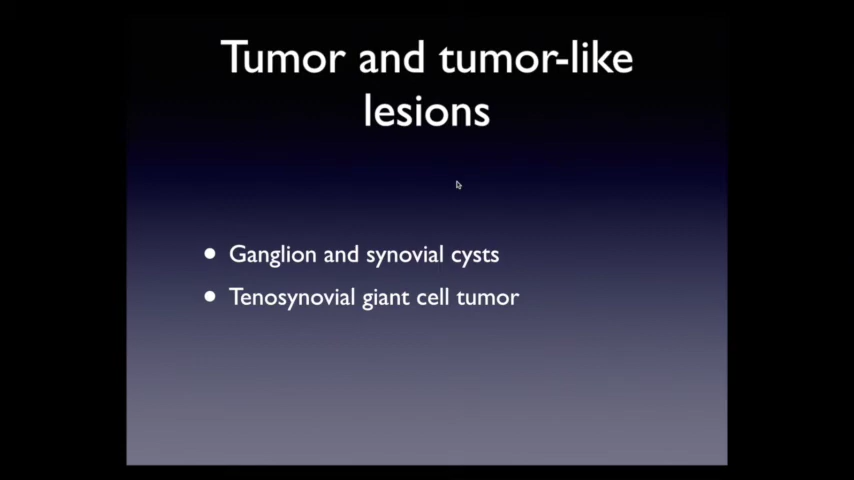 Tumor and tumor-like
lesions
• Ganglion and synovial cysts
• Tenosynovial giant cell tumor